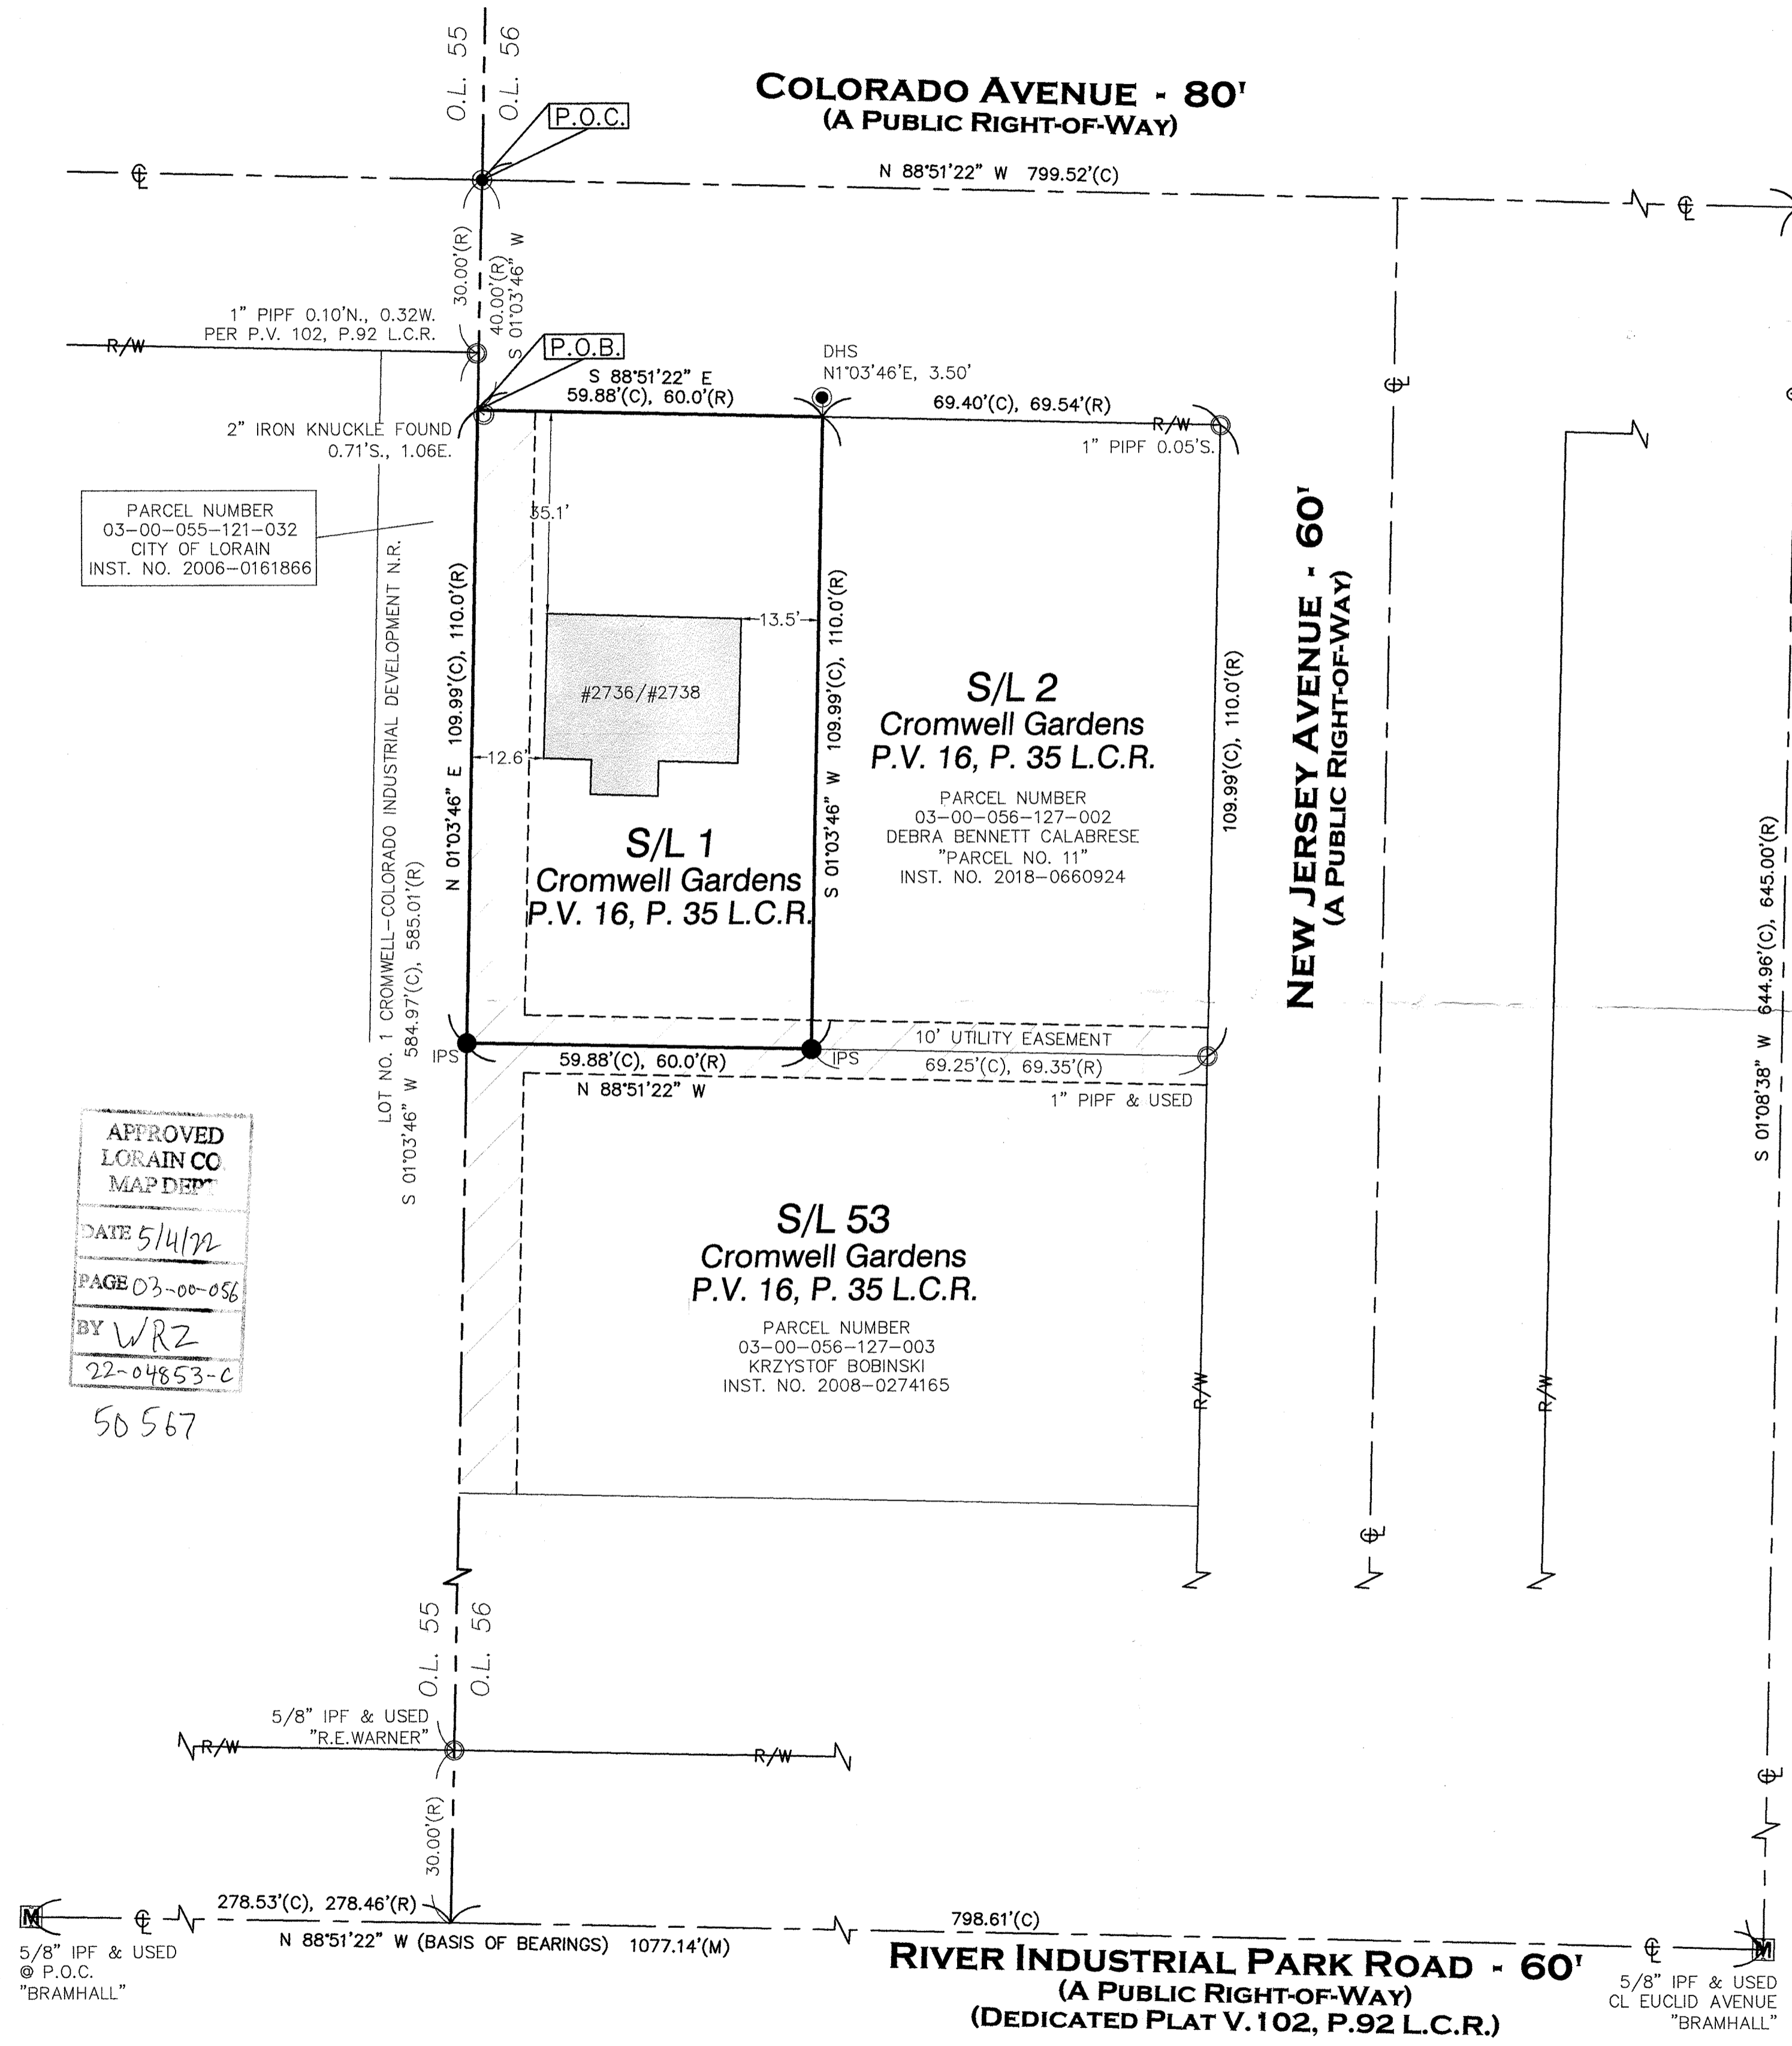 O.L. 55
O.L. 56
COLORADO AVENUE - 80'
(A PUBLIC RIGHT-OF-WAY)
P.O.C.
N 88°51'22" W 799.52'(C)
30.00'(R)
40.00'(R)
S 01°03'46" W
1" PIPF 0.10'N., 0.32W.
PER P.V. 102, P.92 L.C.R.
R/W
P.O.B.
S 88°51'22" E
59.88'(C), 60.0'(R)
DHS
N1°03'46'E, 3.50'
69.40'(C), 69.54'(R)
R/W
1" PIPF 0.05'S.
2" IRON KNUCKLE FOUND
0.71'S., 1.06E.
PARCEL NUMBER
03-00-055-121-032
CITY OF LORAIN
INST. NO. 2006-0161866
LOT NO. 1 CROMWELL-COLORADO INDUSTRIAL DEVELOPMENT N.R.
S 01°03'46" W 584.97'(C), 585.01'(R)
N 01°03'46" E 109.99'(C), 110.0'(R)
35.1'
13.5'
#2736/#2738
12.6'
S/L 1
Cromwell Gardens
P.V. 16, P. 35 L.C.R.
S 01°03'46" W 109.99'(C), 110.0'(R)
S/L 2
Cromwell Gardens
P.V. 16, P. 35 L.C.R.
PARCEL NUMBER
03-00-056-127-002
DEBRA BENNETT CALABRESE
"PARCEL NO. 11"
INST. NO. 2018-0660924
109.99'(C), 110.0'(R)
NEW JERSEY AVENUE - 60'
(A PUBLIC RIGHT-OF-WAY)
S 01°08'38" W 644.96'(C), 645.00'(R)
IPS
59.88'(C), 60.0'(R)
N 88°51'22" W
IPS
10' UTILITY EASEMENT
69.25'(C), 69.35'(R)
1" PIPF & USED
APPROVED
LORAIN CO.
MAP DEPT
DATE 5/4/22
PAGE 03-00-056
BY WRZ
22-04853-C
50567
S/L 53
Cromwell Gardens
P.V. 16, P. 35 L.C.R.
PARCEL NUMBER
03-00-056-127-003
KRZYSTOF BOBINSKI
INST. NO. 2008-0274165
R/W
R/W
O.L. 55
O.L. 56
5/8" IPF & USED
"R.E.WARNER"
R/W
R/W
30.00'(R)
278.53'(C), 278.46'(R)
N 88°51'22" W (BASIS OF BEARINGS) 1077.14'(M)
798.61'(C)
M
5/8" IPF & USED
@ P.O.C.
"BRAMHALL"
RIVER INDUSTRIAL PARK ROAD - 60'
(A PUBLIC RIGHT-OF-WAY)
(DEDICATED PLAT V.102, P.92 L.C.R.)
M
5/8" IPF & USED
CL EUCLID AVENUE
"BRAMHALL"